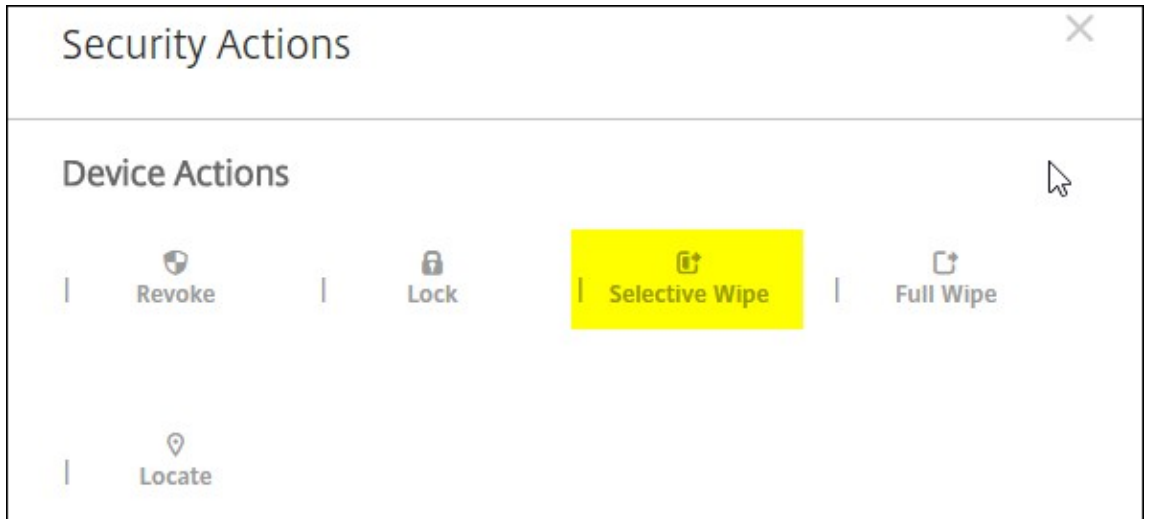 Security Actions
Device Actions
| Revoke | Lock | Selective Wipe | Full Wipe
| Locate